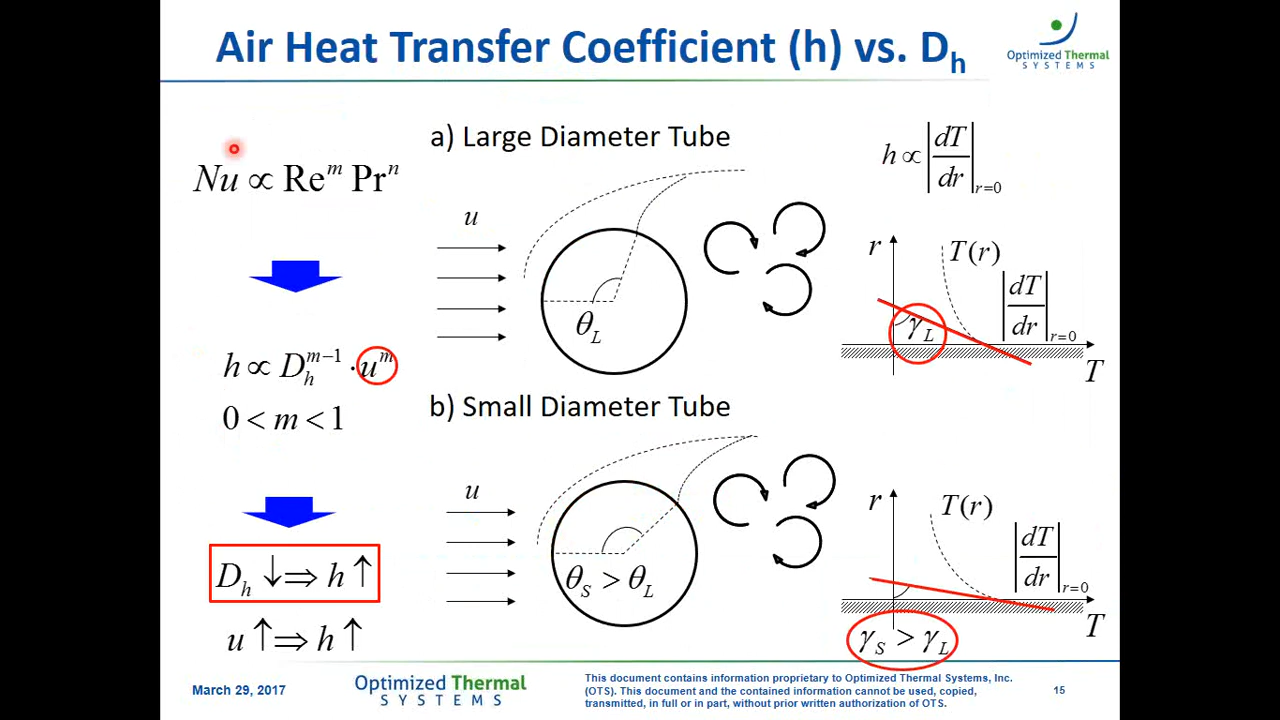 Air Heat Transfer Coefficient (h) vs. D_h
Optimized Thermal
SYSTEMS
Nu ∝ Re^m Pr^n
h ∝ D_h^{m-1} · u^m
0 < m < 1
D_h ↓ ⇒ h ↑
u ↑ ⇒ h ↑
a) Large Diameter Tube
u
θ_L
h ∝ |dT/dr|_{r=0}
r
T(r)
|dT/dr|_{r=0}
γ_L
T
b) Small Diameter Tube
u
θ_S > θ_L
r
T(r)
|dT/dr|_{r=0}
T
γ_S > γ_L
March 29, 2017
Optimized Thermal
SYSTEMS
This document contains information proprietary to Optimized Thermal Systems, Inc.
(OTS). This document and the contained information cannot be used, copied,
transmitted, in full or in part, without prior written authorization of OTS.
15